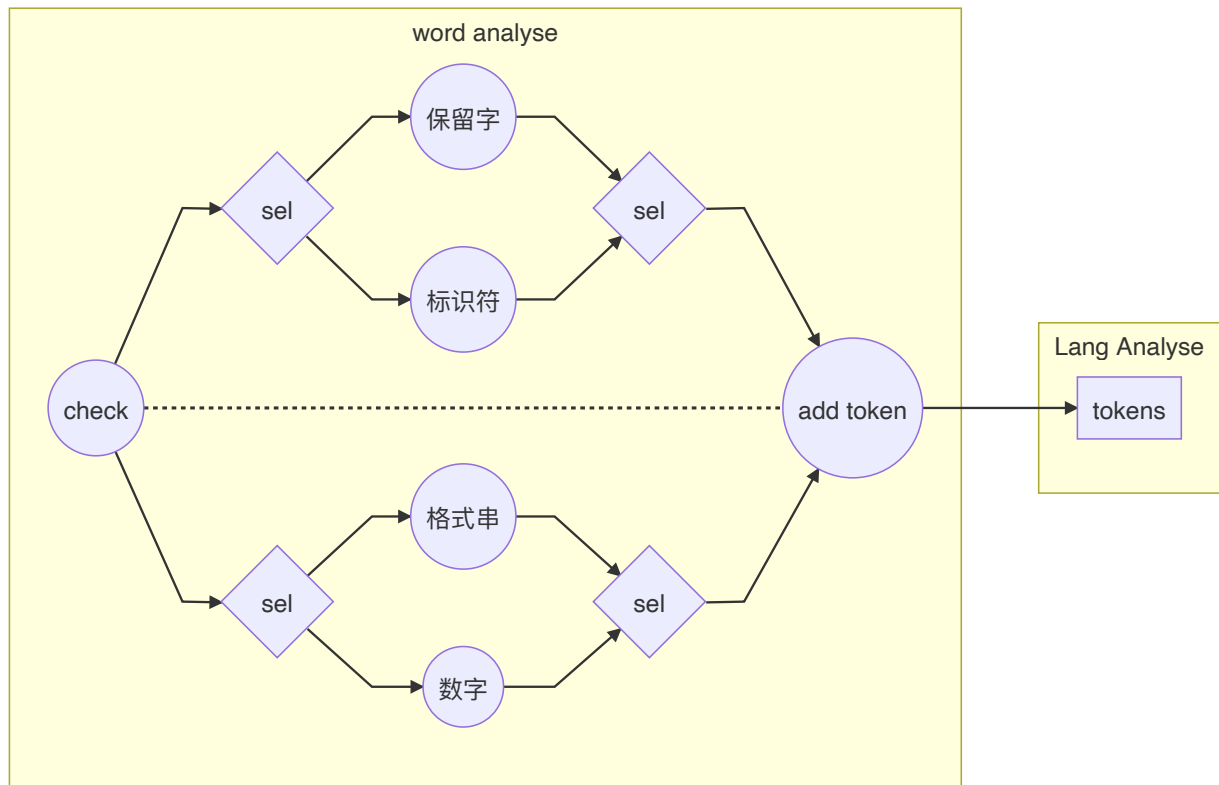 word analyse
保留字
sel
sel
标识符
Lang Analyse
check
add token
tokens
格式串
sel
sel
数字